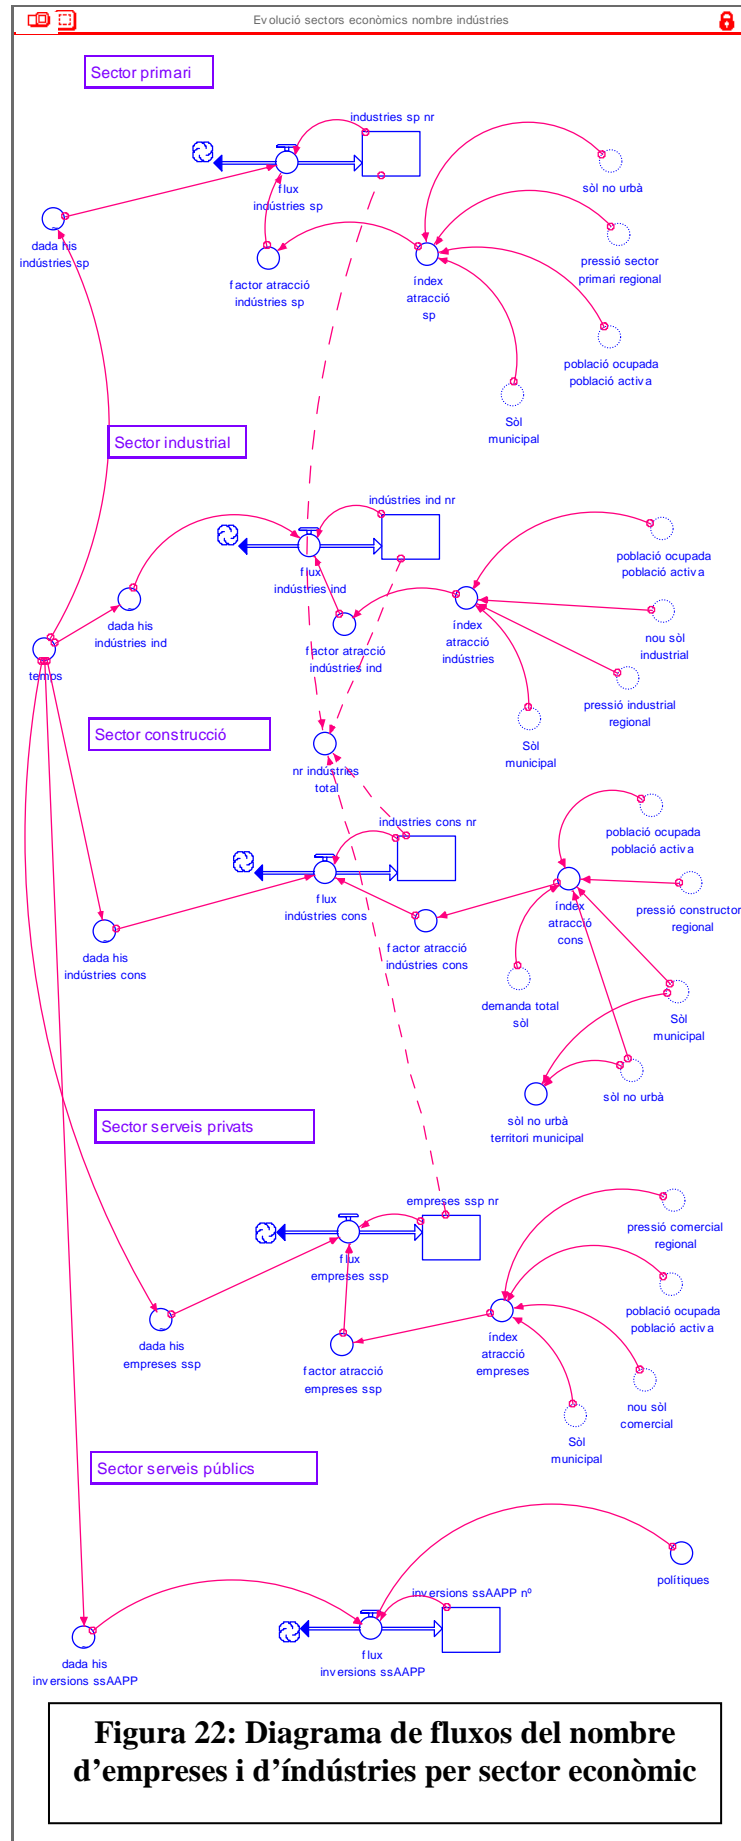 Evolució sectors econòmics nombre indústries
Sector primari
industries sp nr
flux
indústries sp
sòl no urbà
dada his
indústries sp
factor atracció
indústries sp
índex
atracció
sp
pressió sector
primari regional
població ocupada
població activa
Sòl
municipal
Sector industrial
indústries ind nr
flux
indústries ind
població ocupada
població activa
dada his
indústries ind
factor atracció
indústries ind
índex
atracció
indústries
nou sòl
industrial
temps
pressió industrial
regional
Sòl
municipal
Sector construcció
nr indústries
total
industries cons nr
flux
indústries cons
població ocupada
població activa
índex
atracció
cons
pressió constructor
regional
dada his
indústries cons
factor atracció
indústries cons
demanda total
sòl
Sòl
municipal
sòl no urbà
sòl no urbà
territori municipal
Sector serveis privats
empreses ssp nr
flux
empreses ssp
pressió comercial
regional
població ocupada
població activa
dada his
empreses ssp
factor atracció
empreses ssp
índex
atracció
empreses
nou sòl
comercial
Sòl
municipal
Sector serveis públics
polítiques
inversions ssAAPP nº
flux
inversions ssAAPP
dada his
inversions ssAAPP
Figura 22: Diagrama de fluxos del nombre
d’empreses i d’índústries per sector econòmic